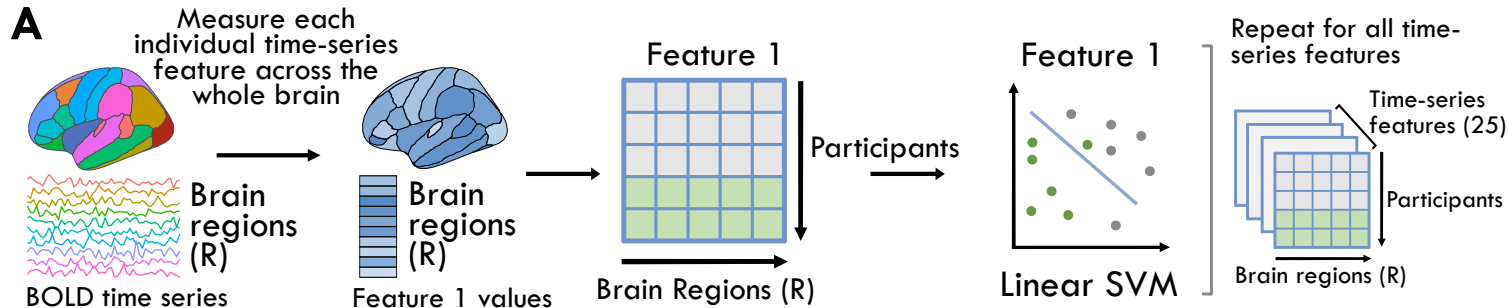 A
Measure each
individual time-series
feature across the
whole brain
Brain
regions
(R)
BOLD time series
Brain
regions
(R)
Feature 1 values
Feature 1
Participants
Brain Regions (R)
Feature 1
Linear SVM
Repeat for all time-
series features
Time-series
features (25)
Participants
Brain regions (R)